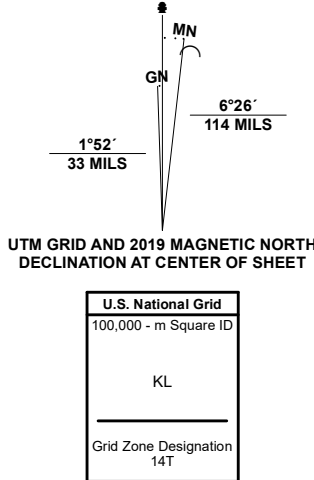 MN
GN
6°26´
114 MILS
1°52´
33 MILS
UTM GRID AND 2019 MAGNETIC NORTH
DECLINATION AT CENTER OF SHEET
U.S. National Grid
100,000 - m Square ID
KL
Grid Zone Designation
14T